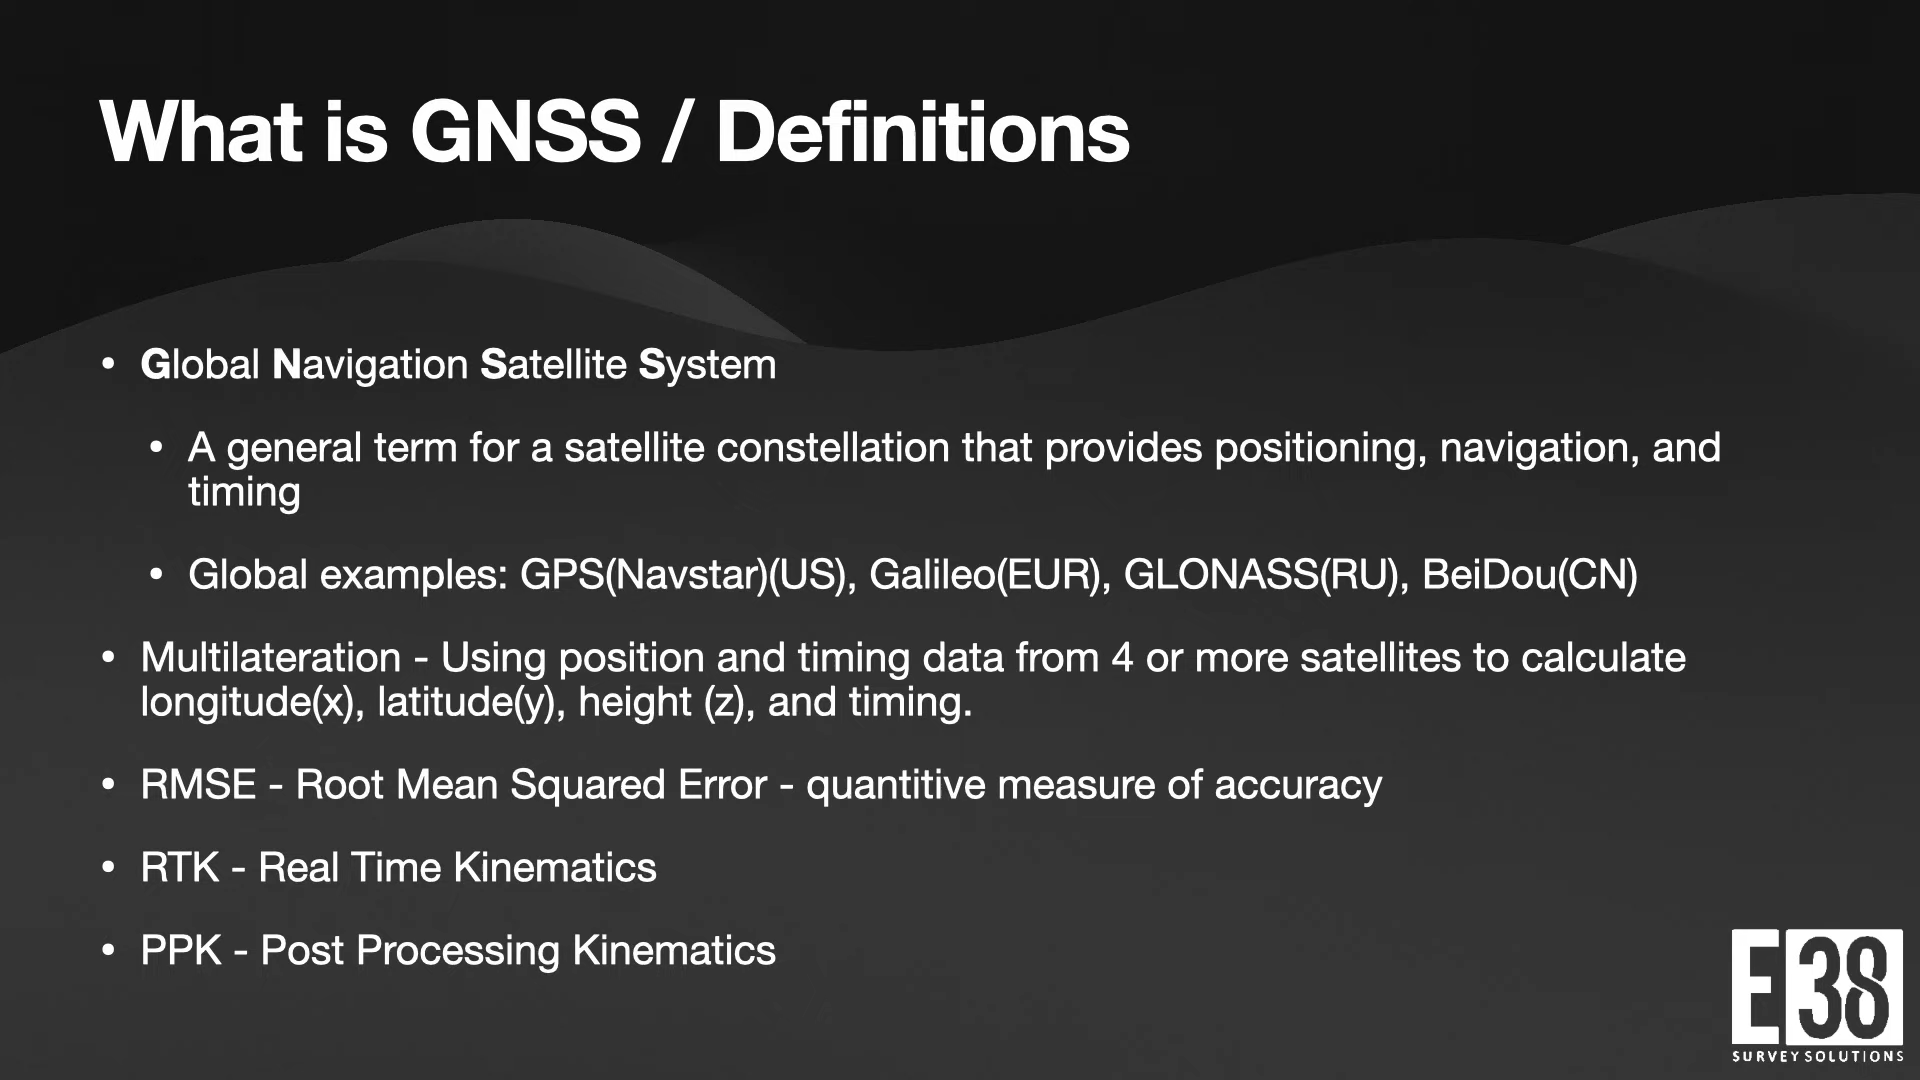 What is GNSS / Definitions
• Global Navigation Satellite System
• A general term for a satellite constellation that provides positioning, navigation, and
timing
• Global examples: GPS(Navstar)(US), Galileo(EUR), GLONASS(RU), BeiDou(CN)
• Multilateration - Using position and timing data from 4 or more satellites to calculate
longitude(x), latitude(y), height (z), and timing.
• RMSE - Root Mean Squared Error - quantitive measure of accuracy
• RTK - Real Time Kinematics
• PPK - Post Processing Kinematics
E38
SURVEY SOLUTIONS